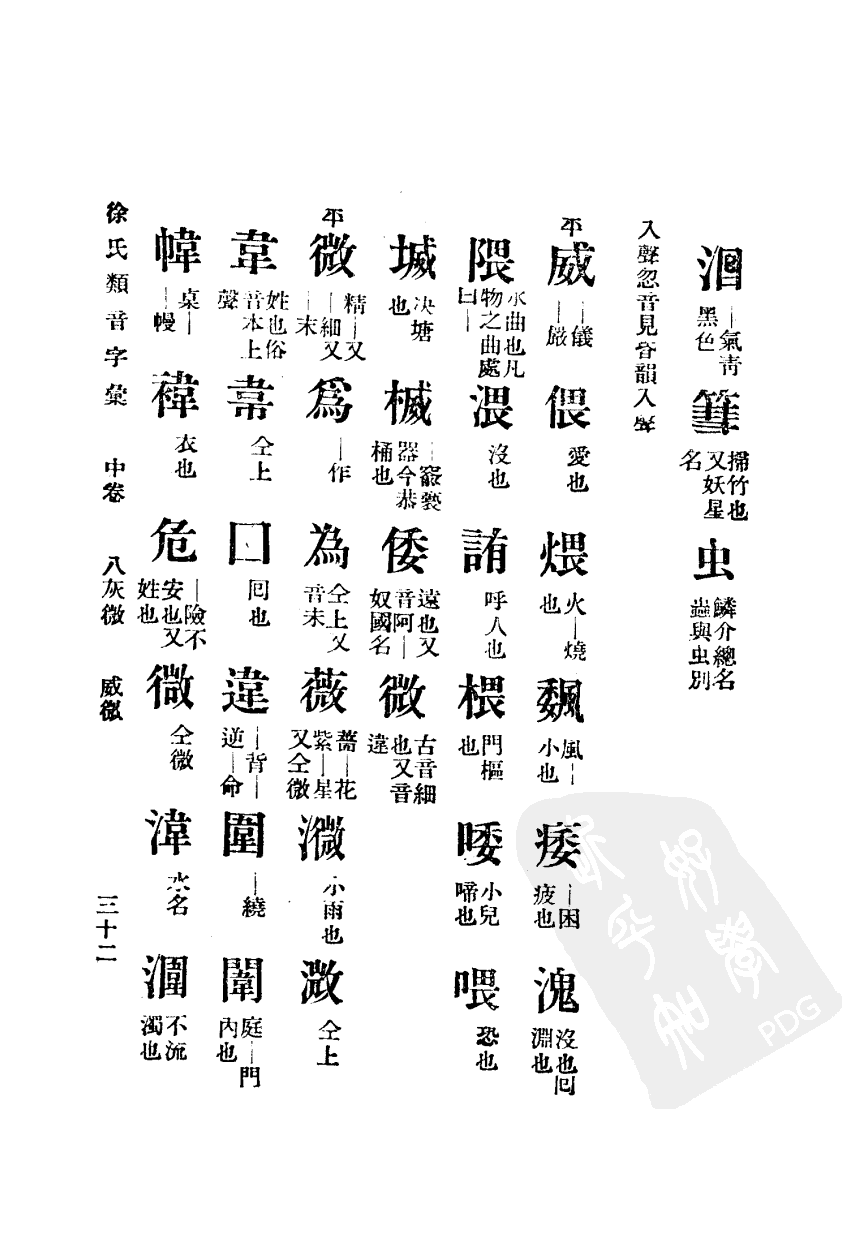 ｜氣青黑色 篲 掃竹也又妖星名 虫 鱗介總名蟲與虫別
入聲忽音見香韻入聲
平 威 ｜儀｜嚴 偎 愛也 煨 火｜燒也 颻 風｜小也 痿 ｜困疲也 溾 沒也囘淵也
隈 水曲也凡物之曲處曰｜ 渨 沒也 詴 呼人也 椳 門樞也 唩 小兒啼也 喂 恐也
墄 决塘也 楲 ｜窬褻器今恭桶也 倭 遠也又音阿｜奴國名 微 古音細也又音違
平 微 精｜又｜細又｜末 爲 ｜作 為 仝上又音未 薇 薔｜花紫｜星又仝微 溦 小雨也 溦 仝上
韋 姓也俗音本上聲 韋 仝上 囗 囘也 違 ｜背｜逆｜命 圍 ｜繞 闈 庭｜門內也
幃 桌｜｜幔 褘 衣也 危 ｜險不安也又姓也 微 仝微 湋 水名 潿 不流濁也
徐氏類音字彙 中卷 八灰微 威微 三十二
PDG